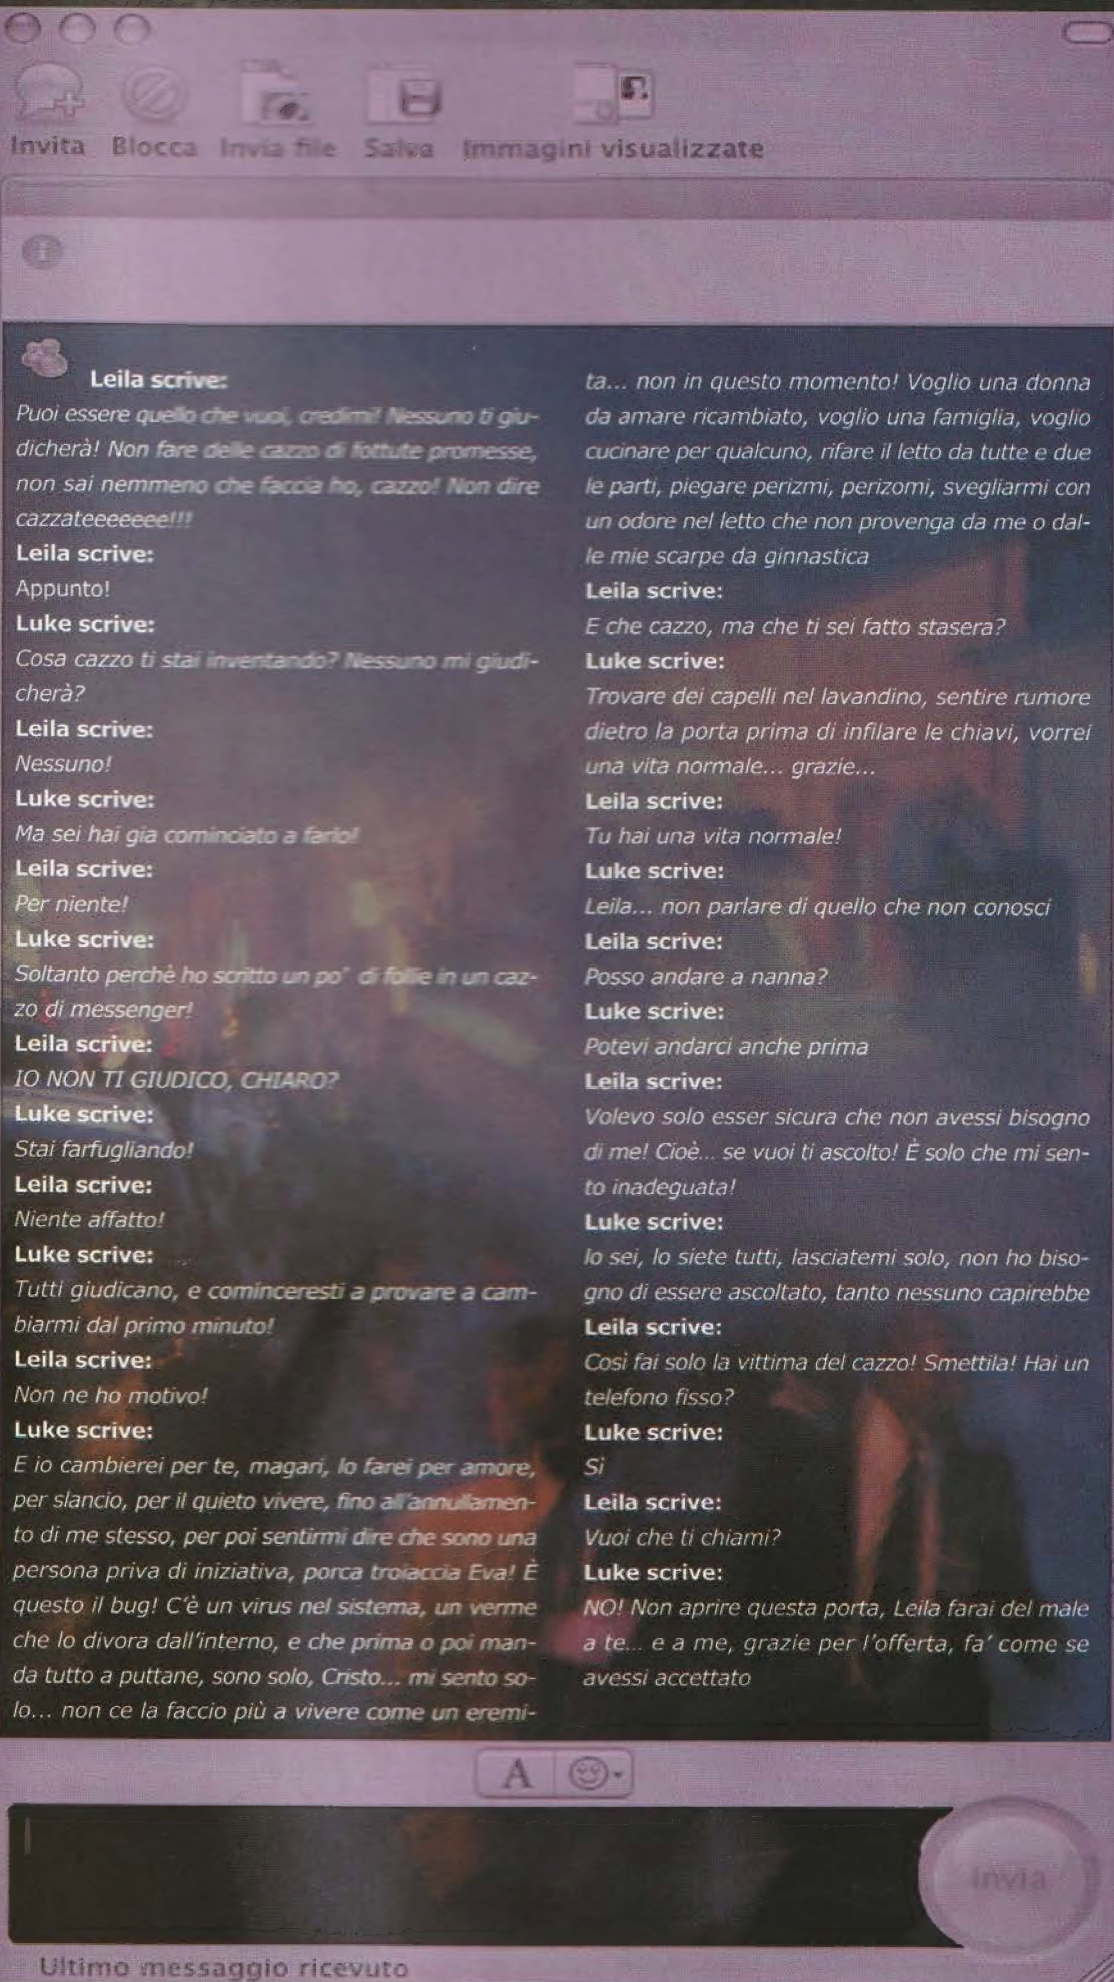 Invita Blocca Invia file Salva Immagini visualizzate
Leila scrive:
Puoi essere quello che vuoi, credimi! Nessuno ti giu-
dicherà! Non fare delle cazzo di fottute promesse,
non sai nemmeno che faccia ho, cazzo! Non dire
cazzateeeeeee!!!
Leila scrive:
Appunto!
Luke scrive:
Cosa cazzo ti stai inventando? Nessuno mi giudi-
cherà?
Leila scrive:
Nessuno!
Luke scrive:
Ma sei hai gia cominciato a farlo!
Leila scrive:
Per niente!
Luke scrive:
Soltanto perchè ho scritto un po' di follie in un caz-
zo di messenger!
Leila scrive:
IO NON TI GIUDICO, CHIARO?
Luke scrive:
Stai farfugliando!
Leila scrive:
Niente affatto!
Luke scrive:
Tutti giudicano, e cominceresti a provare a cam-
biarmi dal primo minuto!
Leila scrive:
Non ne ho motivo!
Luke scrive:
E io cambierei per te, magari, lo farei per amore,
per slancio, per il quieto vivere, fino all'annullamen-
to di me stesso, per poi sentirmi dire che sono una
persona priva di iniziativa, porca troiaccia Eva! È
questo il bug! C'è un virus nel sistema, un verme
che lo divora dall'interno, e che prima o poi man-
da tutto a puttane, sono solo, Cristo... mi sento so-
lo... non ce la faccio più a vivere come un eremi-
ta... non in questo momento! Voglio una donna
da amare ricambiato, voglio una famiglia, voglio
cucinare per qualcuno, rifare il letto da tutte e due
le parti, piegare perizmi, perizomi, svegliarmi con
un odore nel letto che non provenga da me o dal-
le mie scarpe da ginnastica
Leila scrive:
E che cazzo, ma che ti sei fatto stasera?
Luke scrive:
Trovare dei capelli nel lavandino, sentire rumore
dietro la porta prima di infilare le chiavi, vorrei
una vita normale... grazie...
Leila scrive:
Tu hai una vita normale!
Luke scrive:
Leila... non parlare di quello che non conosci
Leila scrive:
Posso andare a nanna?
Luke scrive:
Potevi andarci anche prima
Leila scrive:
Volevo solo esser sicura che non avessi bisogno
di me! Cioè... se vuoi ti ascolto! È solo che mi sen-
to inadeguata!
Luke scrive:
lo sei, lo siete tutti, lasciatemi solo, non ho biso-
gno di essere ascoltato, tanto nessuno capirebbe
Leila scrive:
Così fai solo la vittima del cazzo! Smettila! Hai un
telefono fisso?
Luke scrive:
Sì
Leila scrive:
Vuoi che ti chiami?
Luke scrive:
NO! Non aprire questa porta, Leila farai del male
a te... e a me, grazie per l'offerta, fa' come se
avessi accettato
A
Invia
Ultimo messaggio ricevuto